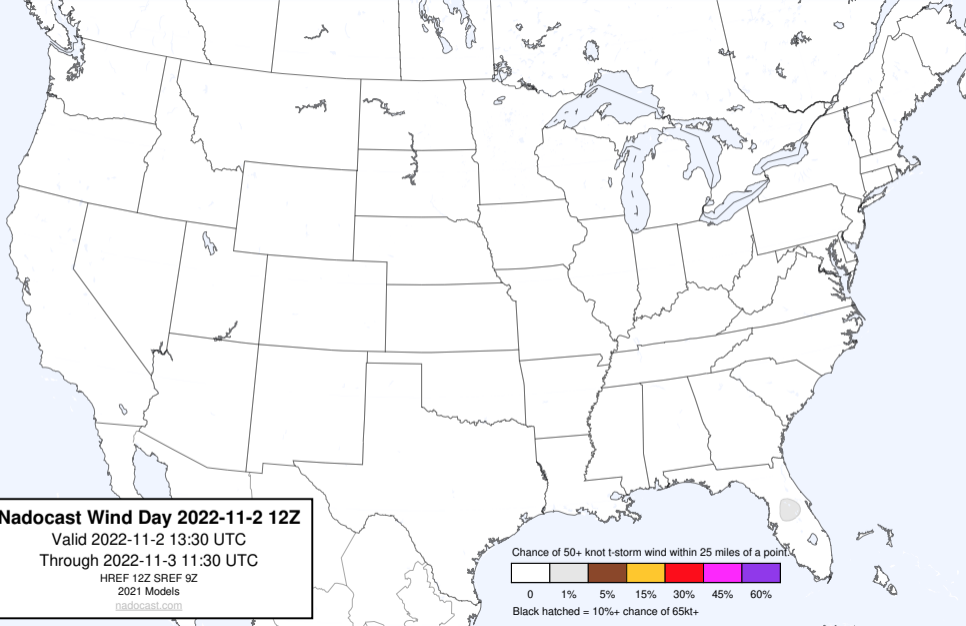 Nadocast Wind Day 2022-11-2 12Z
Valid 2022-11-2 13:30 UTC
Through 2022-11-3 11:30 UTC
HREF 12Z SREF 9Z
2021 Models
nadocast.com
Chance of 50+ knot t-storm wind within 25 miles of a point.
0 1% 5% 15% 30% 45% 60%
Black hatched = 10%+ chance of 65kt+